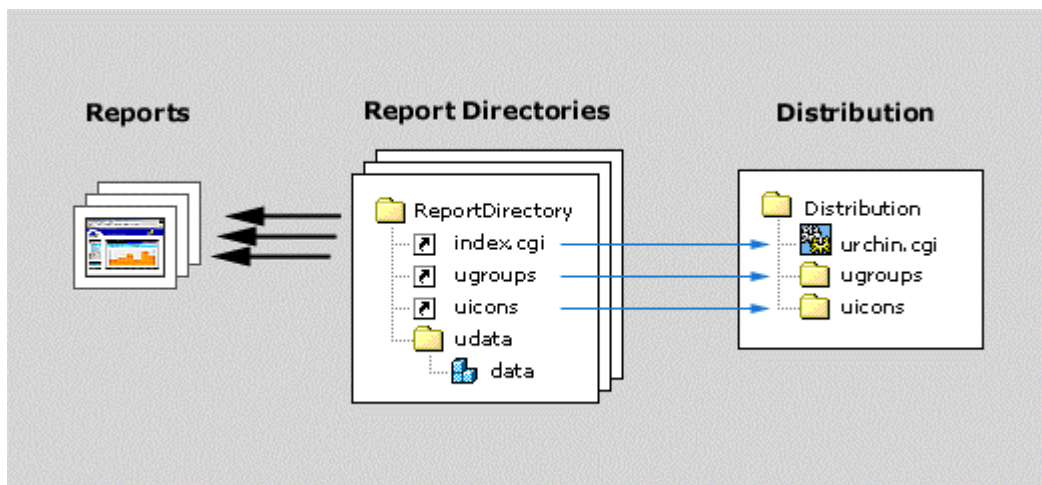 Reports
Report Directories
Distribution
ReportDirectory
index.cgi
ugroups
uicons
udata
data
Distribution
urchin.cgi
ugroups
uicons